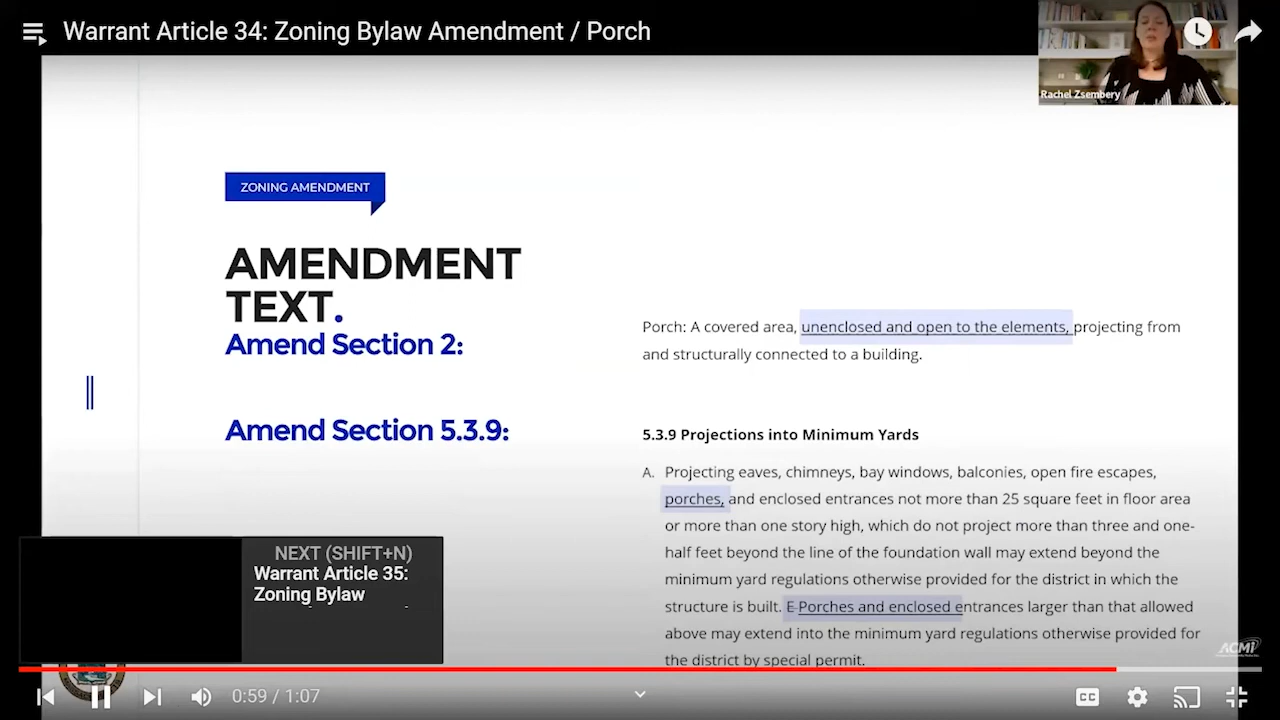 Warrant Article 34: Zoning Bylaw Amendment / Porch
Rachel Zsembery
ZONING AMENDMENT
AMENDMENT
TEXT.
Amend Section 2:
Porch: A covered area, unenclosed and open to the elements, projecting from
and structurally connected to a building.
Amend Section 5.3.9:
5.3.9 Projections into Minimum Yards
A. Projecting eaves, chimneys, bay windows, balconies, open fire escapes,
porches, and enclosed entrances not more than 25 square feet in floor area
or more than one story high, which do not project more than three and one-
half feet beyond the line of the foundation wall may extend beyond the
minimum yard regulations otherwise provided for the district in which the
structure is built. E Porches and enclosed entrances larger than that allowed
above may extend into the minimum yard regulations otherwise provided for
the district by special permit.
NEXT (SHIFT+N)
Warrant Article 35:
Zoning Bylaw
ACMi
0:59 / 1:07
CC